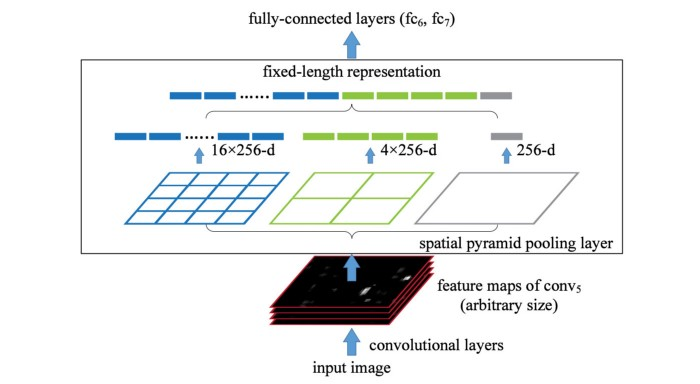 fully-connected layers (fc₆, fc₇)
fixed-length representation
......
......
16×256-d
4×256-d
256-d
spatial pyramid pooling layer
feature maps of conv₅
(arbitrary size)
convolutional layers
input image